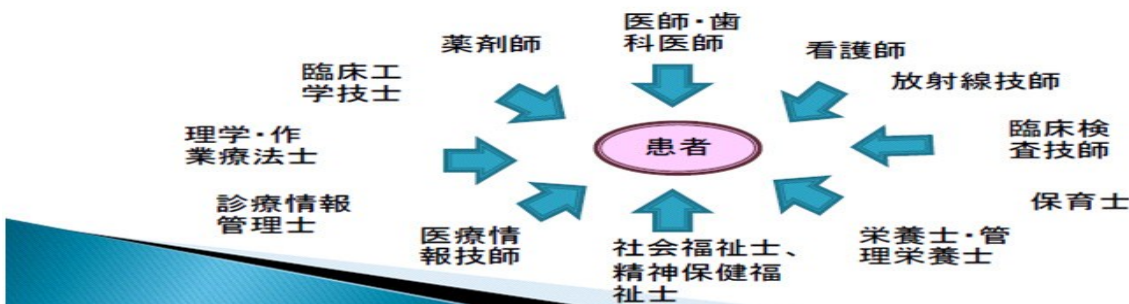 医師・歯
科医師
薬剤師
看護師
臨床工
学技士
放射線技師
理学・作
業療法士
患者
臨床検
査技師
診療情報
管理士
保育士
医療情
報技師
社会福祉士、
精神保健福
祉士
栄養士・管
理栄養士